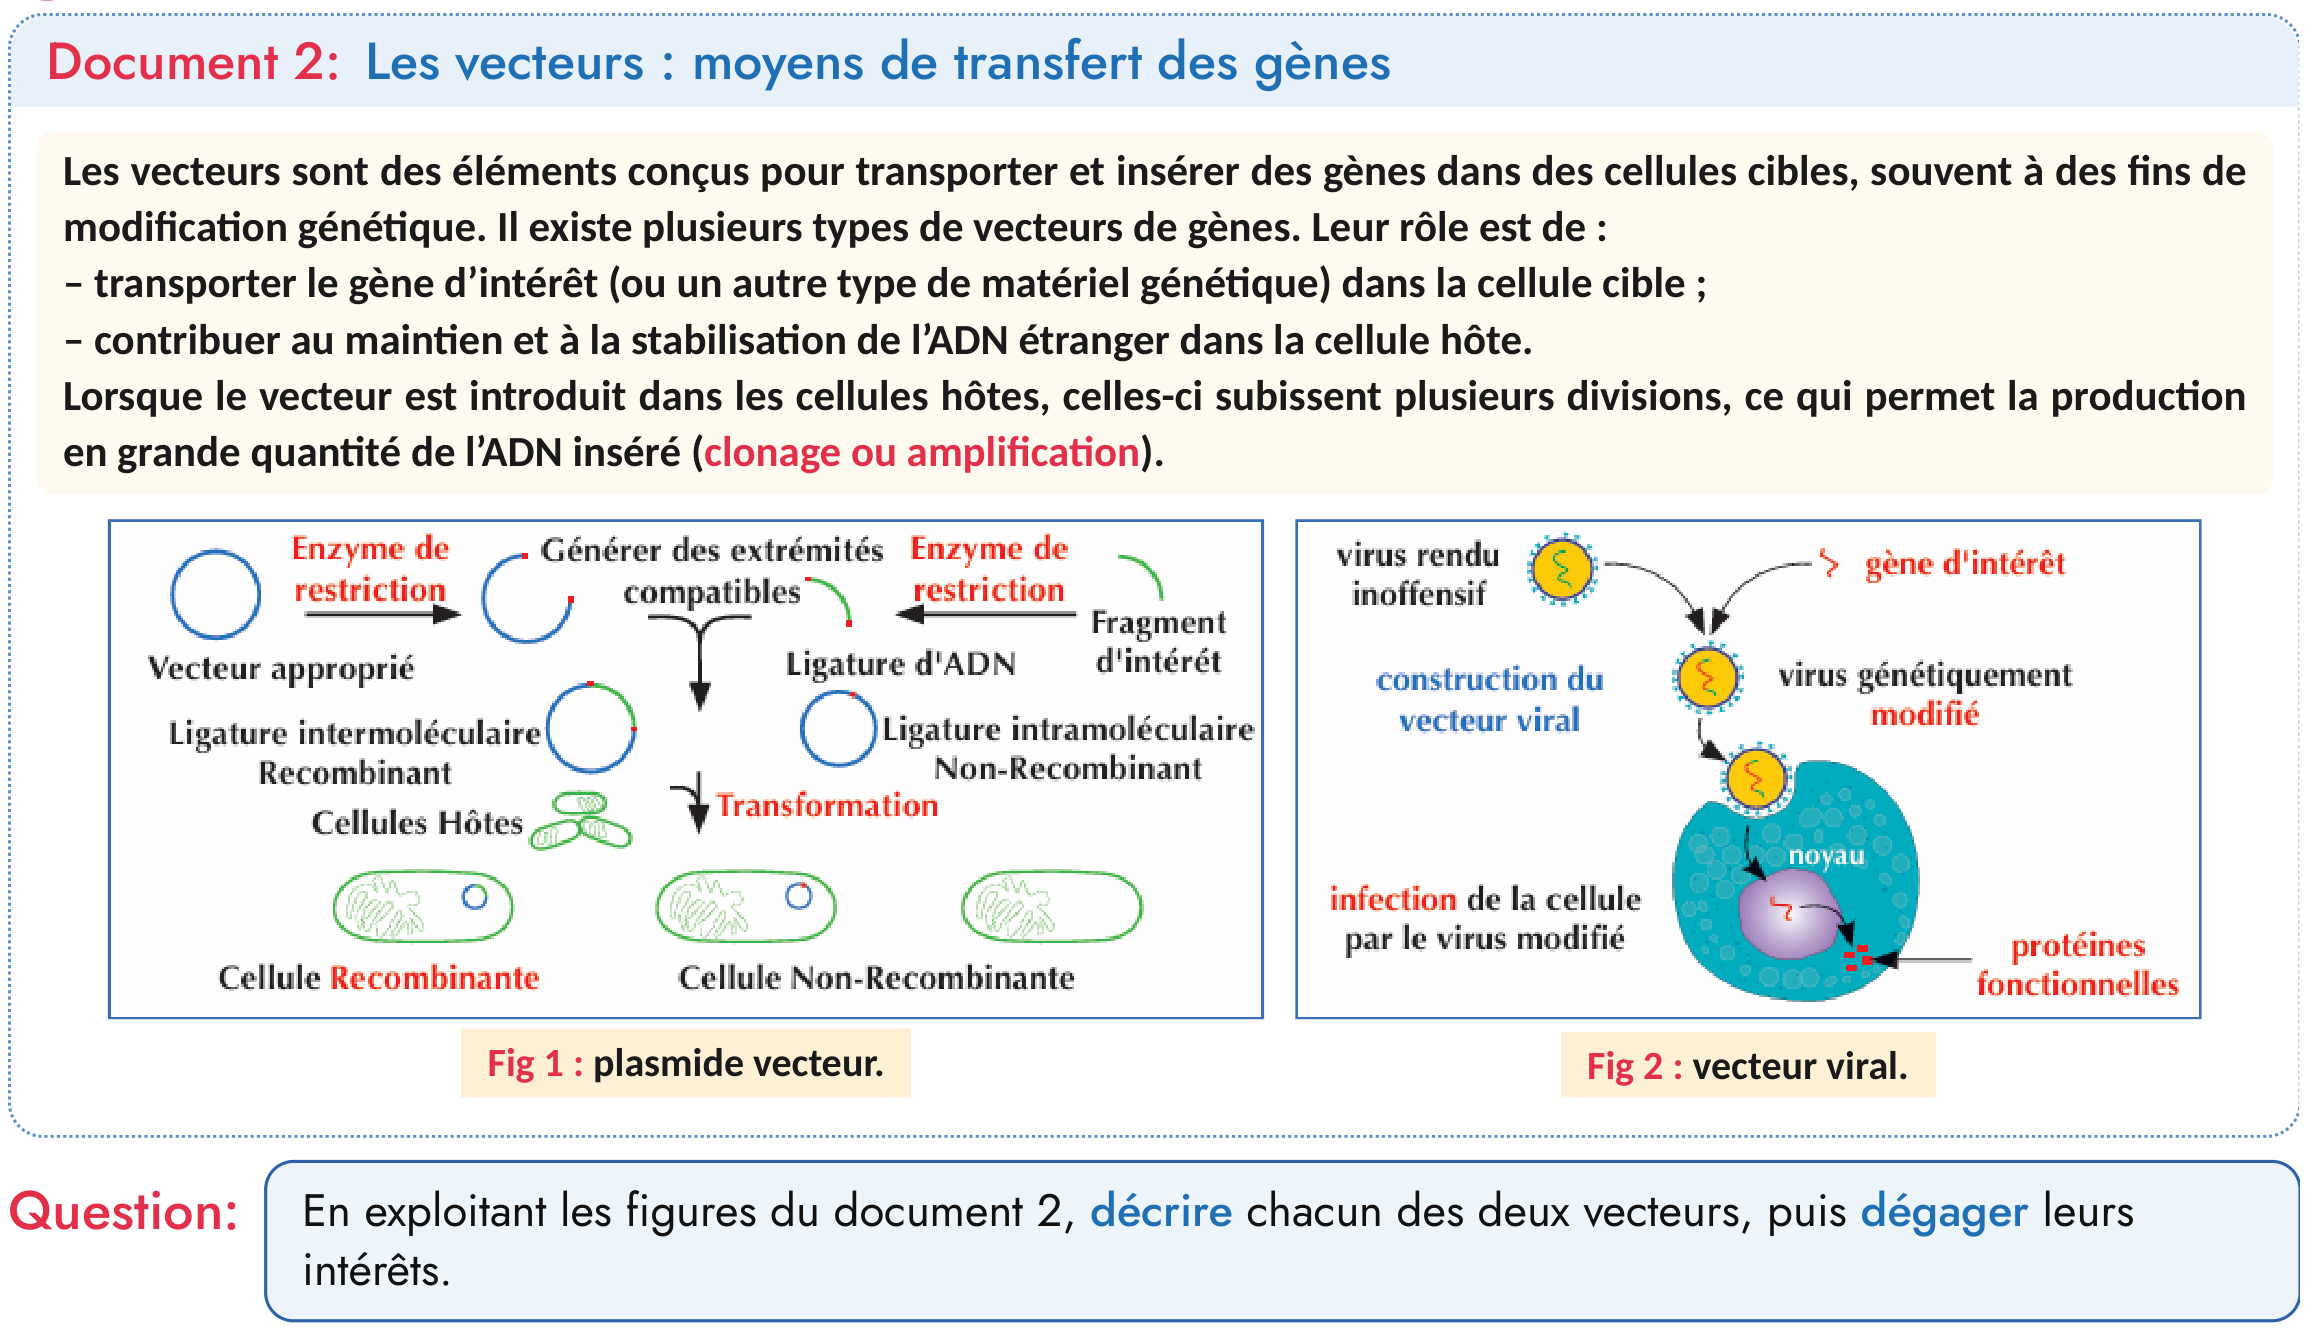 Document 2: Les vecteurs : moyens de transfert des gènes
Les vecteurs sont des éléments conçus pour transporter et insérer des gènes dans des cellules cibles, souvent à des fins de
modification génétique. Il existe plusieurs types de vecteurs de gènes. Leur rôle est de :
– transporter le gène d’intérêt (ou un autre type de matériel génétique) dans la cellule cible ;
– contribuer au maintien et à la stabilisation de l’ADN étranger dans la cellule hôte.
Lorsque le vecteur est introduit dans les cellules hôtes, celles-ci subissent plusieurs divisions, ce qui permet la production
en grande quantité de l’ADN inséré (clonage ou amplification).
Enzyme de
restriction
Générer des extrémités
compatibles
Enzyme de
restriction
Vecteur approprié
Fragment
d'intérét
Ligature d'ADN
Ligature intermoléculaire
Recombinant
Ligature intramoléculaire
Non-Recombinant
Cellules Hôtes
Transformation
Cellule Recombinante
Cellule Non-Recombinante
Fig 1 : plasmide vecteur.
virus rendu
inoffensif
gène d'intérêt
construction du
vecteur viral
virus génétiquement
modifié
noyau
infection de la cellule
par le virus modifié
protéines
fonctionnelles
Fig 2 : vecteur viral.
Question:
En exploitant les figures du document 2, décrire chacun des deux vecteurs, puis dégager leurs
intérêts.